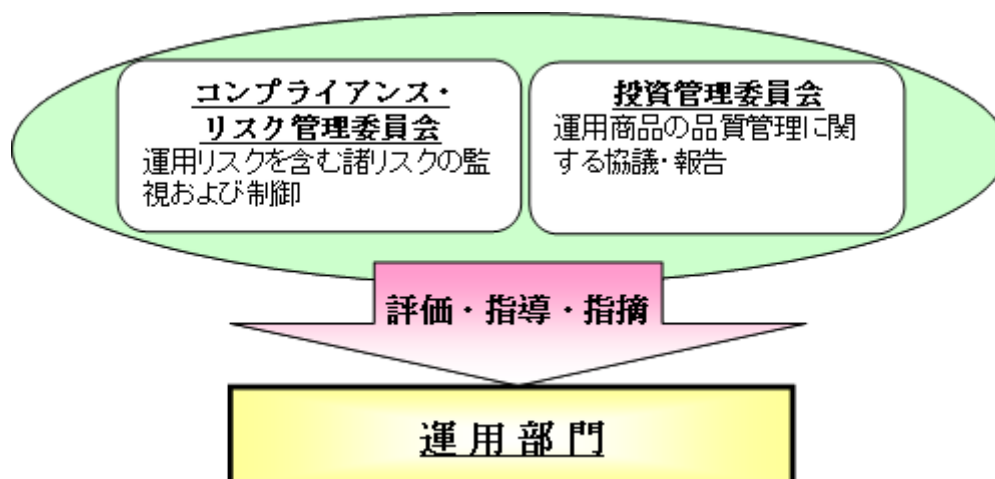 コンプライアンス・
リスク管理委員会
運用リスクを含む諸リスクの監
視および制御
投資管理委員会
運用商品の品質管理に関
する協議・報告
評価・指導・指摘
運用部門